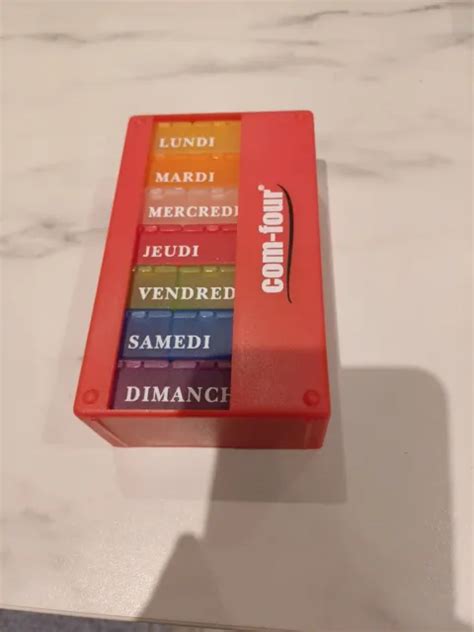 LUNDI
MARDI
MERCREDI
JEUDI
VENDRED
SAMEDI
DIMANCH
com-four®